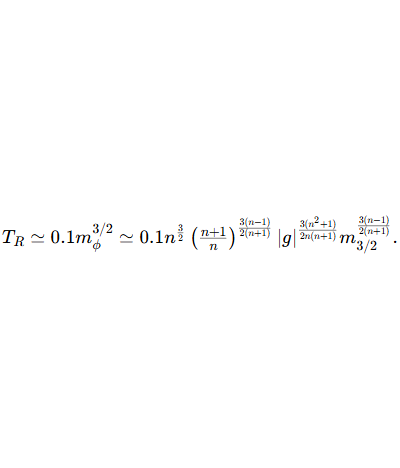 $T_R \simeq 0.1 m_\phi^{3/2} \simeq 0.1 n^{\frac{3}{2}} \left( \frac{n+1}{n} \right)^{\frac{3(n-1)}{2(n+1)}} |g|^{\frac{3(n^2+1)}{2n(n+1)}} m_{3/2}^{\frac{3(n-1)}{2(n+1)}}.$